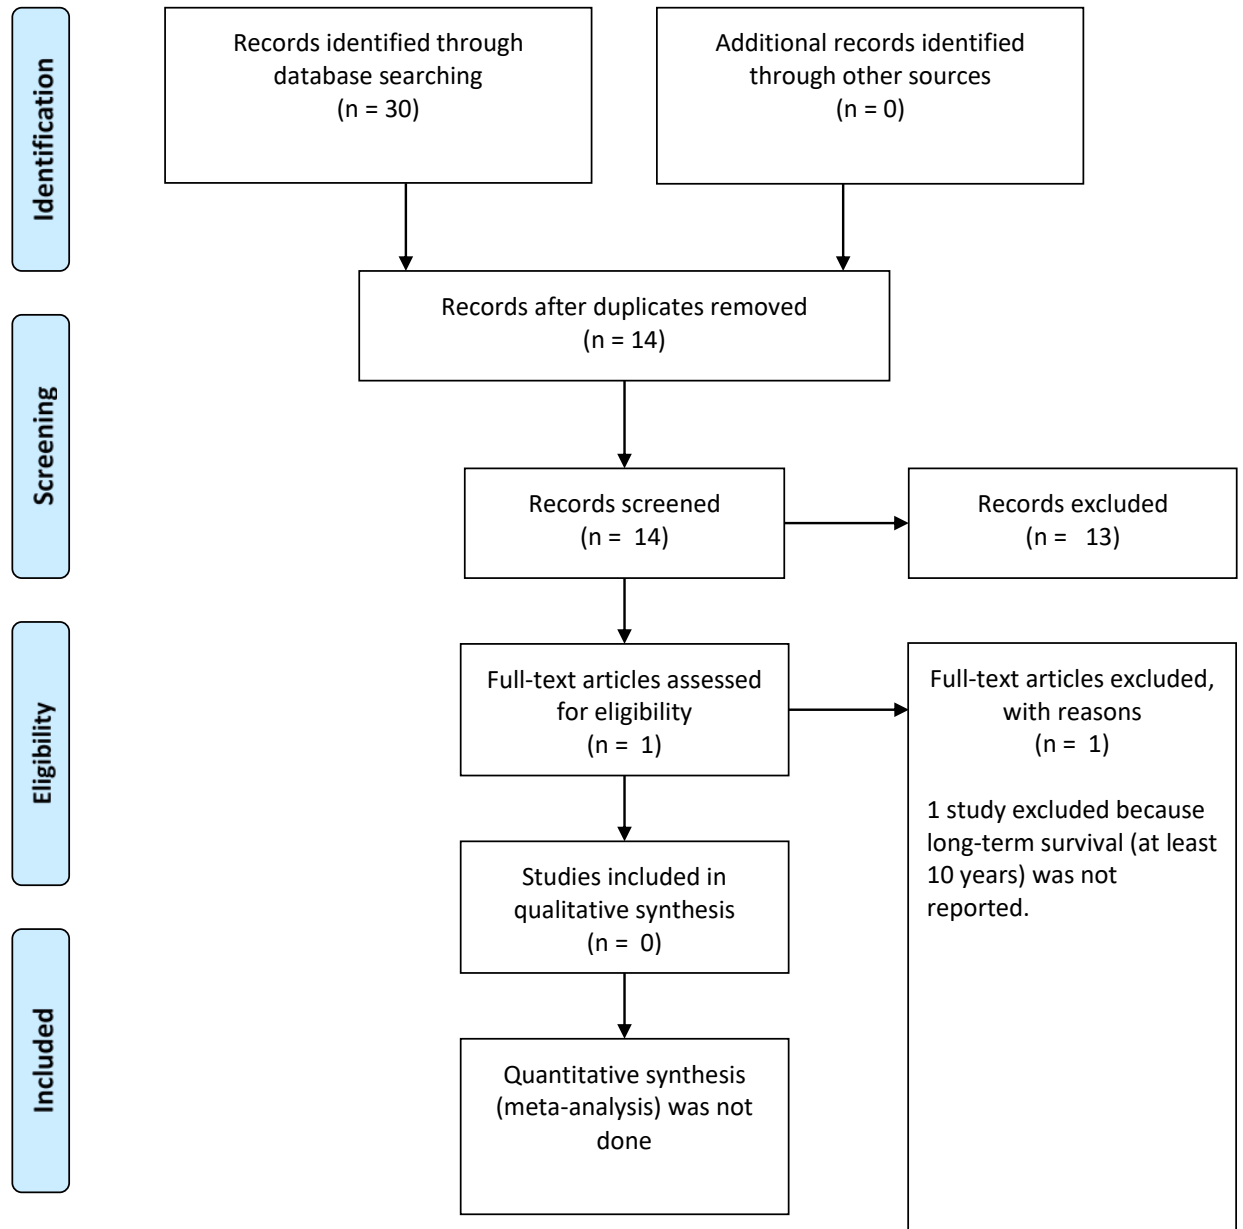 Identification
Records identified through
database searching
(n = 30)
Additional records identified
through other sources
(n = 0)
Records after duplicates removed
(n = 14)
Screening
Records screened
(n =  14)
Records excluded
(n =   13)
Eligibility
Full-text articles assessed
for eligibility
(n =  1)
Full-text articles excluded,
with reasons
(n =  1)
1 study excluded because
long-term survival (at least
10 years) was not
reported.
Studies included in
qualitative synthesis
(n =  0)
Included
Quantitative synthesis
(meta-analysis) was not
done